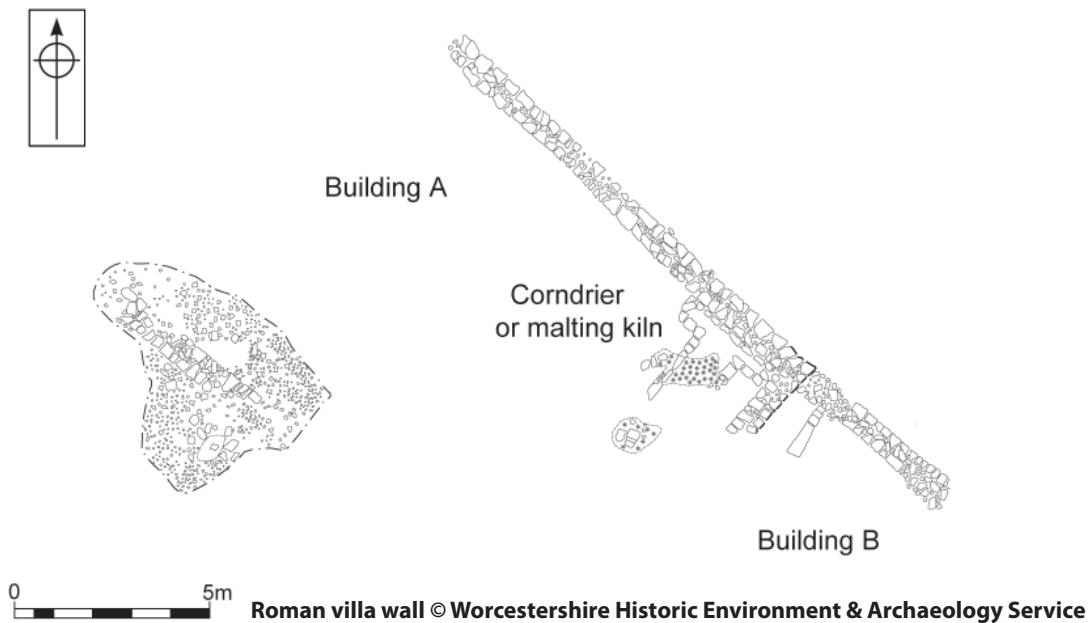 Building A
Corndrier
or malting kiln
Building B
0 5m
Roman villa wall © Worcestershire Historic Environment & Archaeology Service